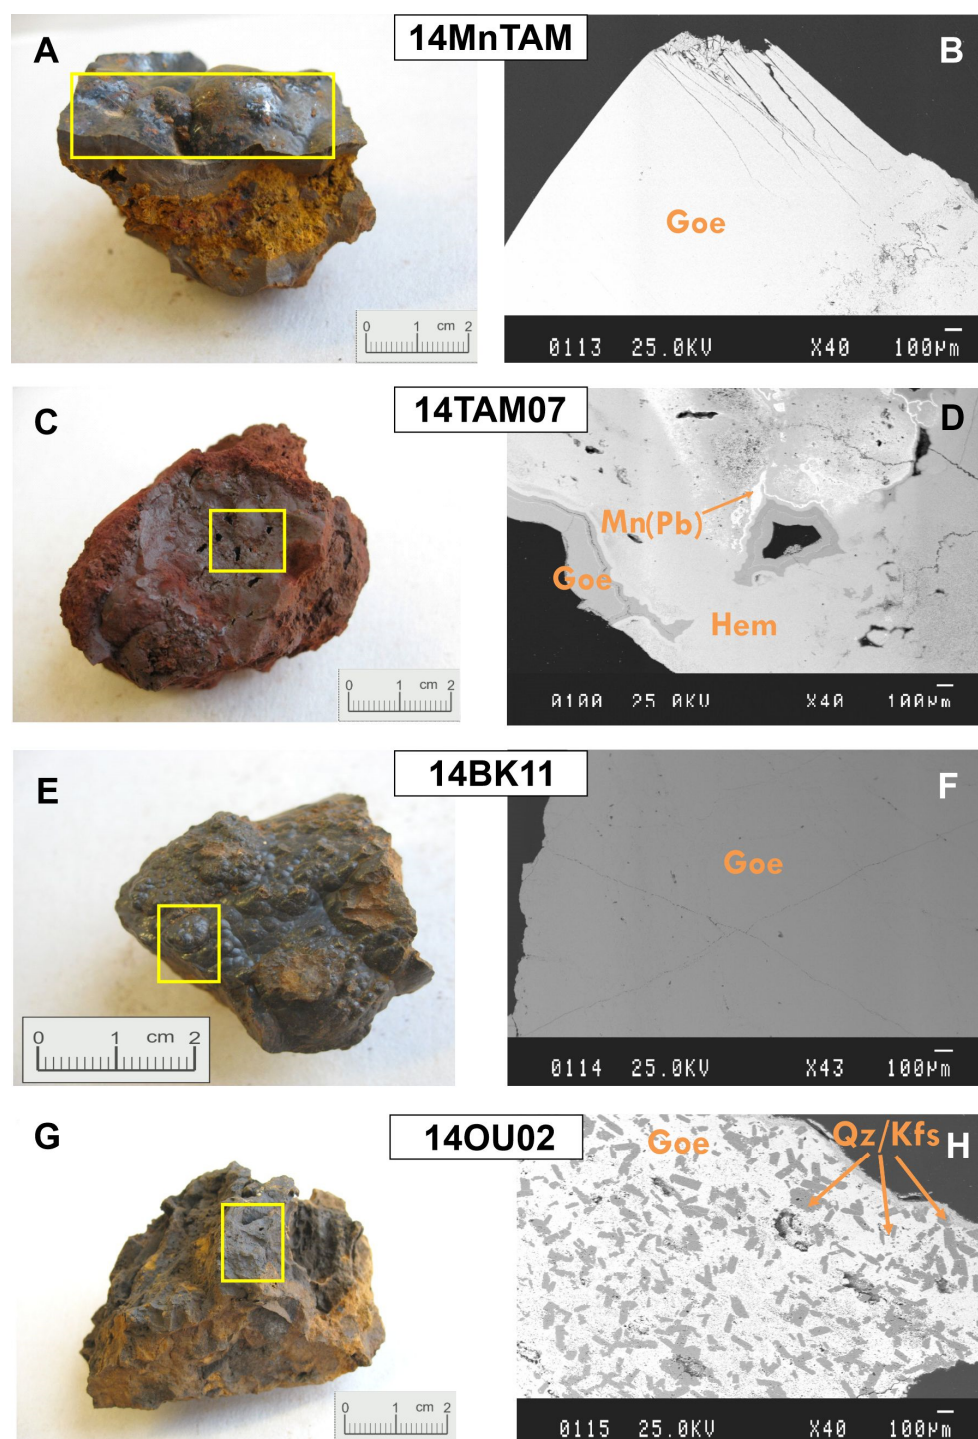 14MnTAM
A
B
Goe
0 1 cm 2
0113 25.0KV X40 100µm
14TAM07
C
D
Mn(Pb)
Goe
Hem
0 1 cm 2
0100 25.0KV X40 100µm
14BK11
E
F
Goe
0 1 cm 2
0114 25.0KV X43 100µm
14OU02
G
H
Goe
Qz/Kfs
0 1 cm 2
0115 25.0KV X40 100µm